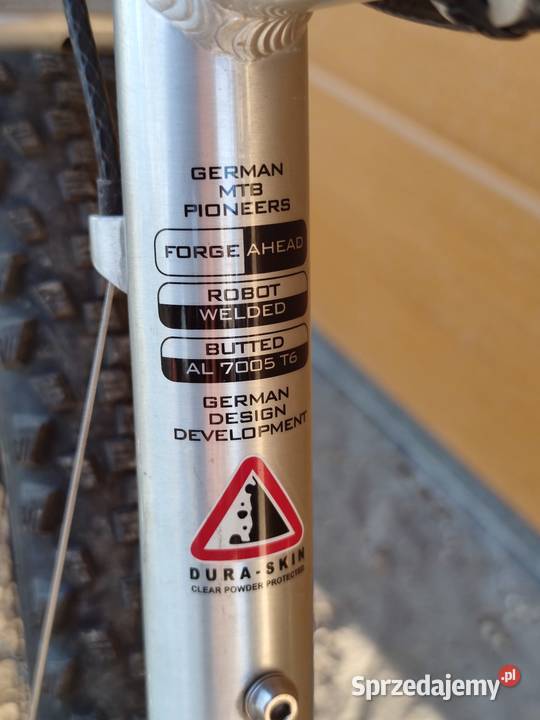 GERMAN
MTB
PIONEERS
FORGE AHEAD
ROBOT
WELDED
BUTTED
AL 7005 T6
GERMAN
DESIGN
DEVELOPMENT
DURA-SKIN
CLEAR POWDER PROTECTED
Sprzedajemy.pl